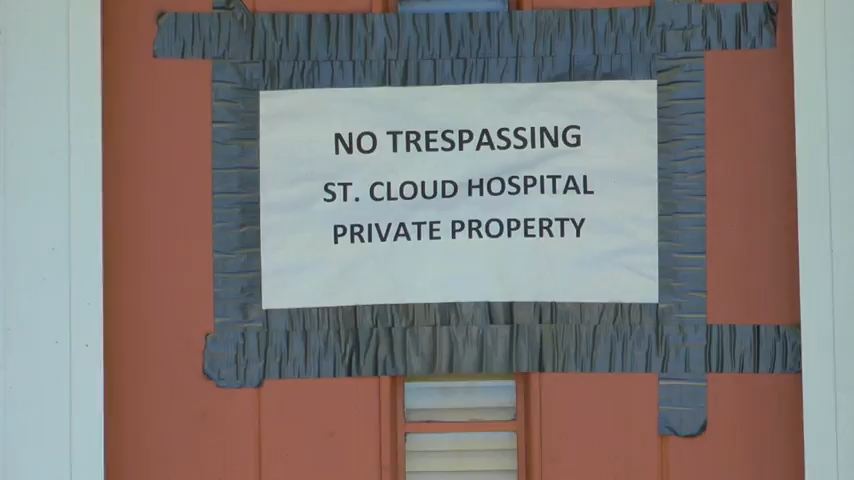 NO TRESPASSING
ST. CLOUD HOSPITAL
PRIVATE PROPERTY